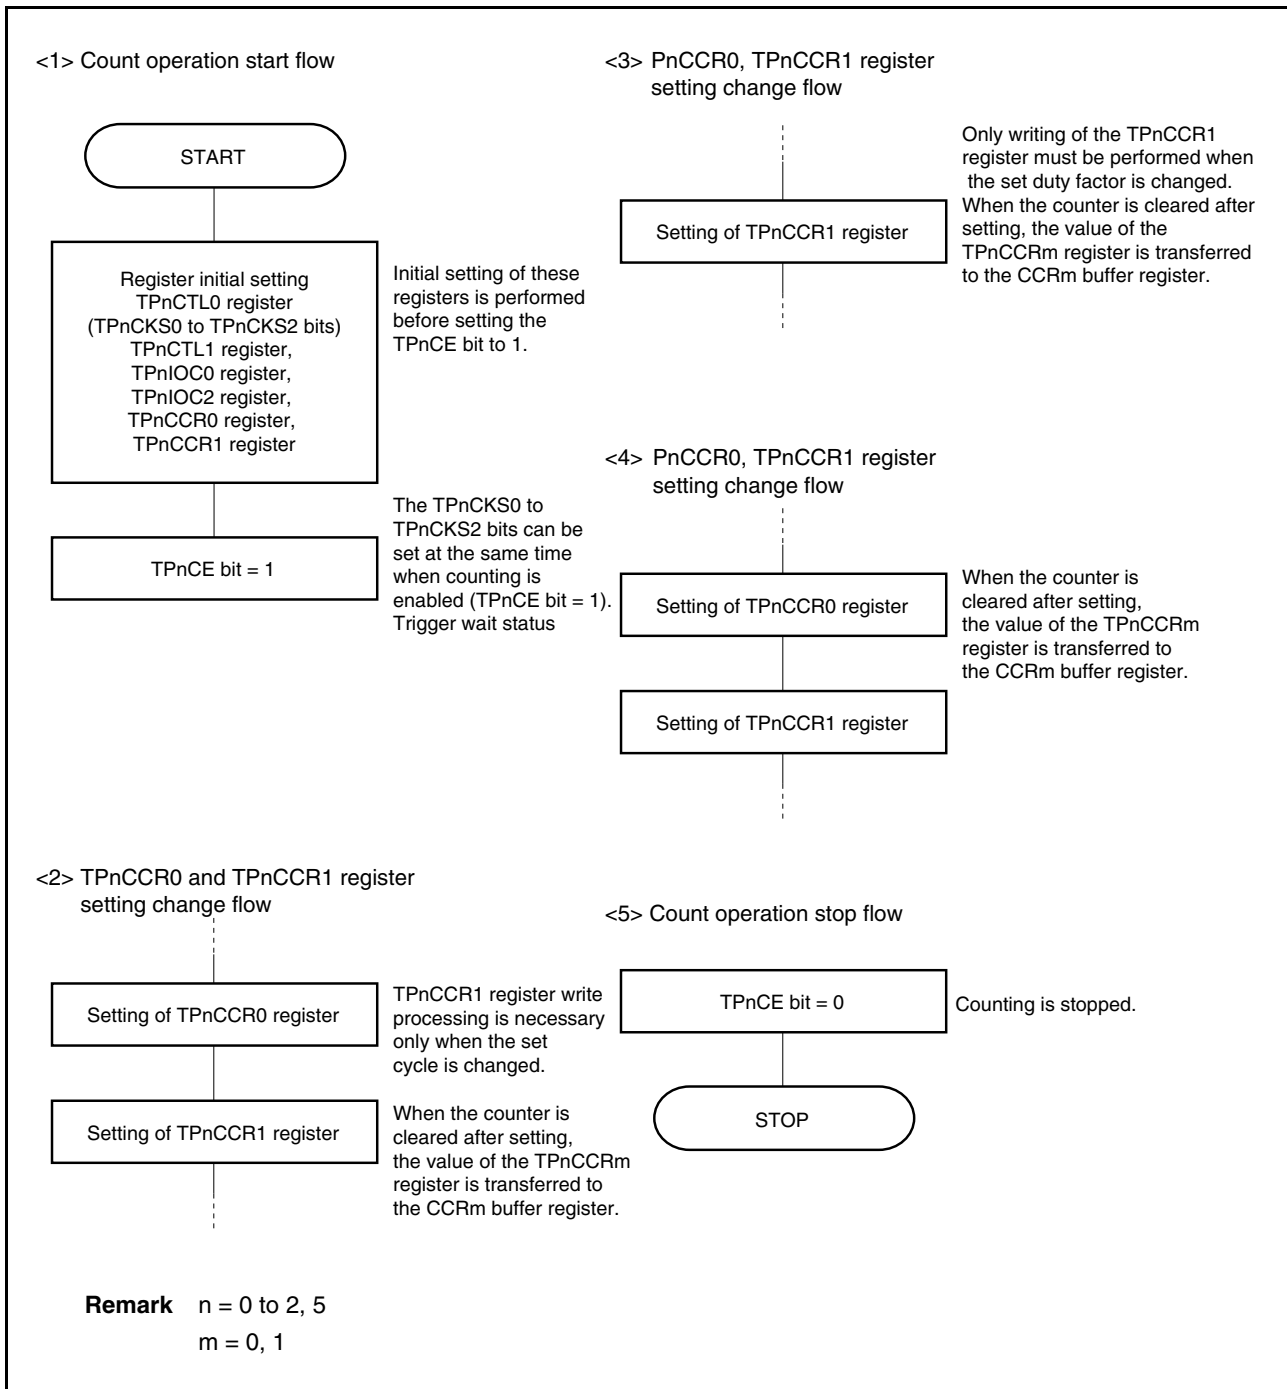 <1> Count operation start flow
START
Register initial setting
TPnCTL0 register
(TPnCKS0 to TPnCKS2 bits)
TPnCTL1 register,
TPnIOC0 register,
TPnIOC2 register,
TPnCCR0 register,
TPnCCR1 register
Initial setting of these
registers is performed
before setting the
TPnCE bit to 1.
TPnCE bit = 1
The TPnCKS0 to
TPnCKS2 bits can be
set at the same time
when counting is
enabled (TPnCE bit = 1).
Trigger wait status
<2> TPnCCR0 and TPnCCR1 register
setting change flow
Setting of TPnCCR0 register
TPnCCR1 register write
processing is necessary
only when the set
cycle is changed.
Setting of TPnCCR1 register
When the counter is
cleared after setting,
the value of the TPnCCRm
register is transferred to
the CCRm buffer register.
<3> PnCCR0, TPnCCR1 register
setting change flow
Setting of TPnCCR1 register
Only writing of the TPnCCR1
register must be performed when
the set duty factor is changed.
When the counter is cleared after
setting, the value of the
TPnCCRm register is transferred
to the CCRm buffer register.
<4> PnCCR0, TPnCCR1 register
setting change flow
Setting of TPnCCR0 register
When the counter is
cleared after setting,
the value of the TPnCCRm
register is transferred to
the CCRm buffer register.
Setting of TPnCCR1 register
<5> Count operation stop flow
TPnCE bit = 0
Counting is stopped.
STOP
Remark n = 0 to 2, 5
m = 0, 1